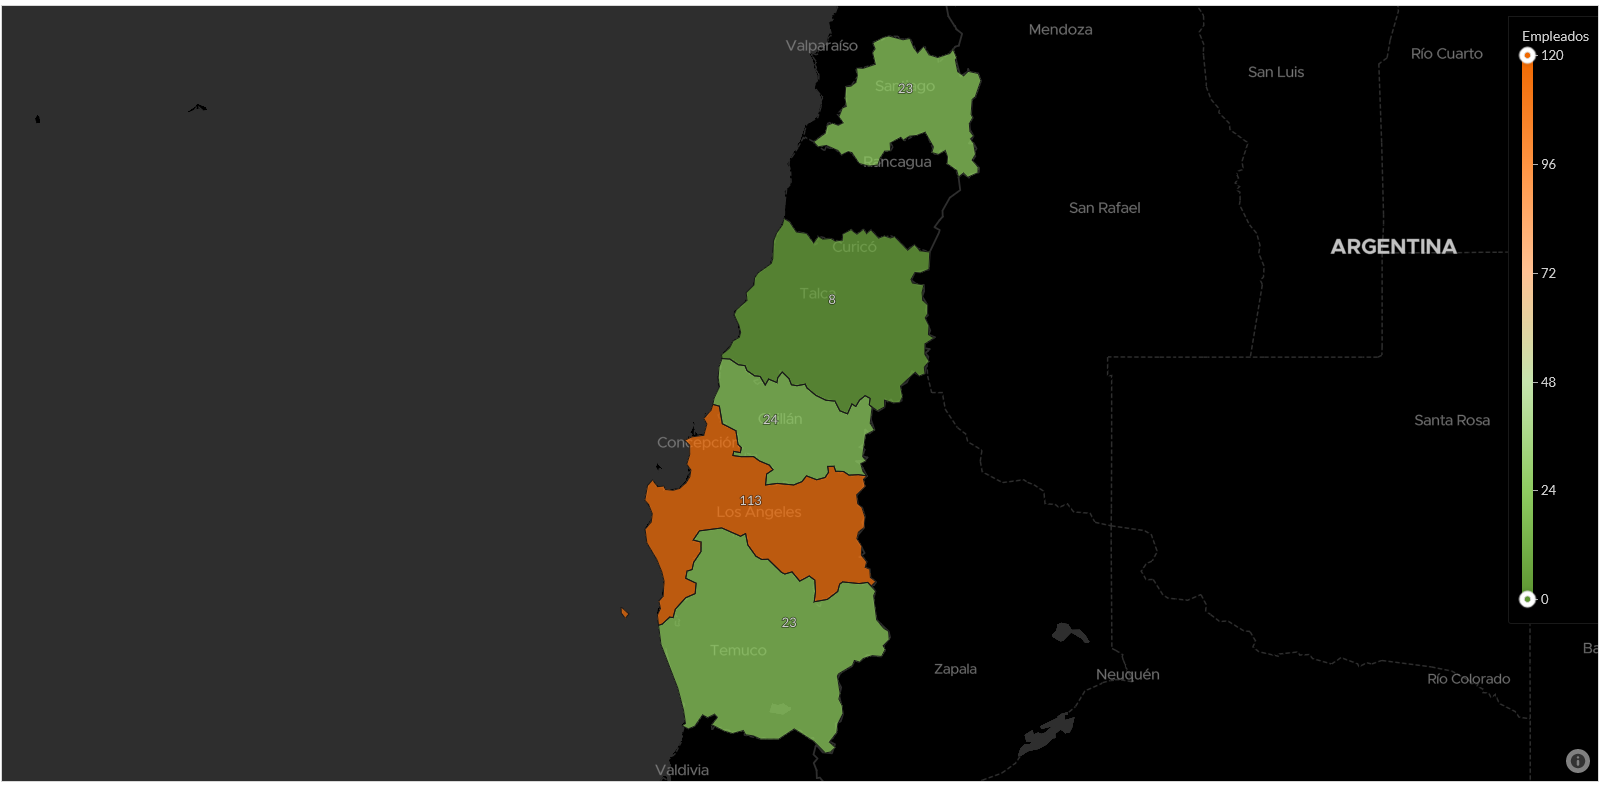 Mendoza
Empleados
Valparaíso
Río Cuarto
120
San Luis
Santiago
23
Rancagua
96
San Rafael
Curicó
ARGENTINA
72
Talca
8
48
24
Chillán
Santa Rosa
Concepción
24
113
Los Ángeles
0
23
Temuco
Ba
Zapala
Neuquén
Río Colorado
Valdivia